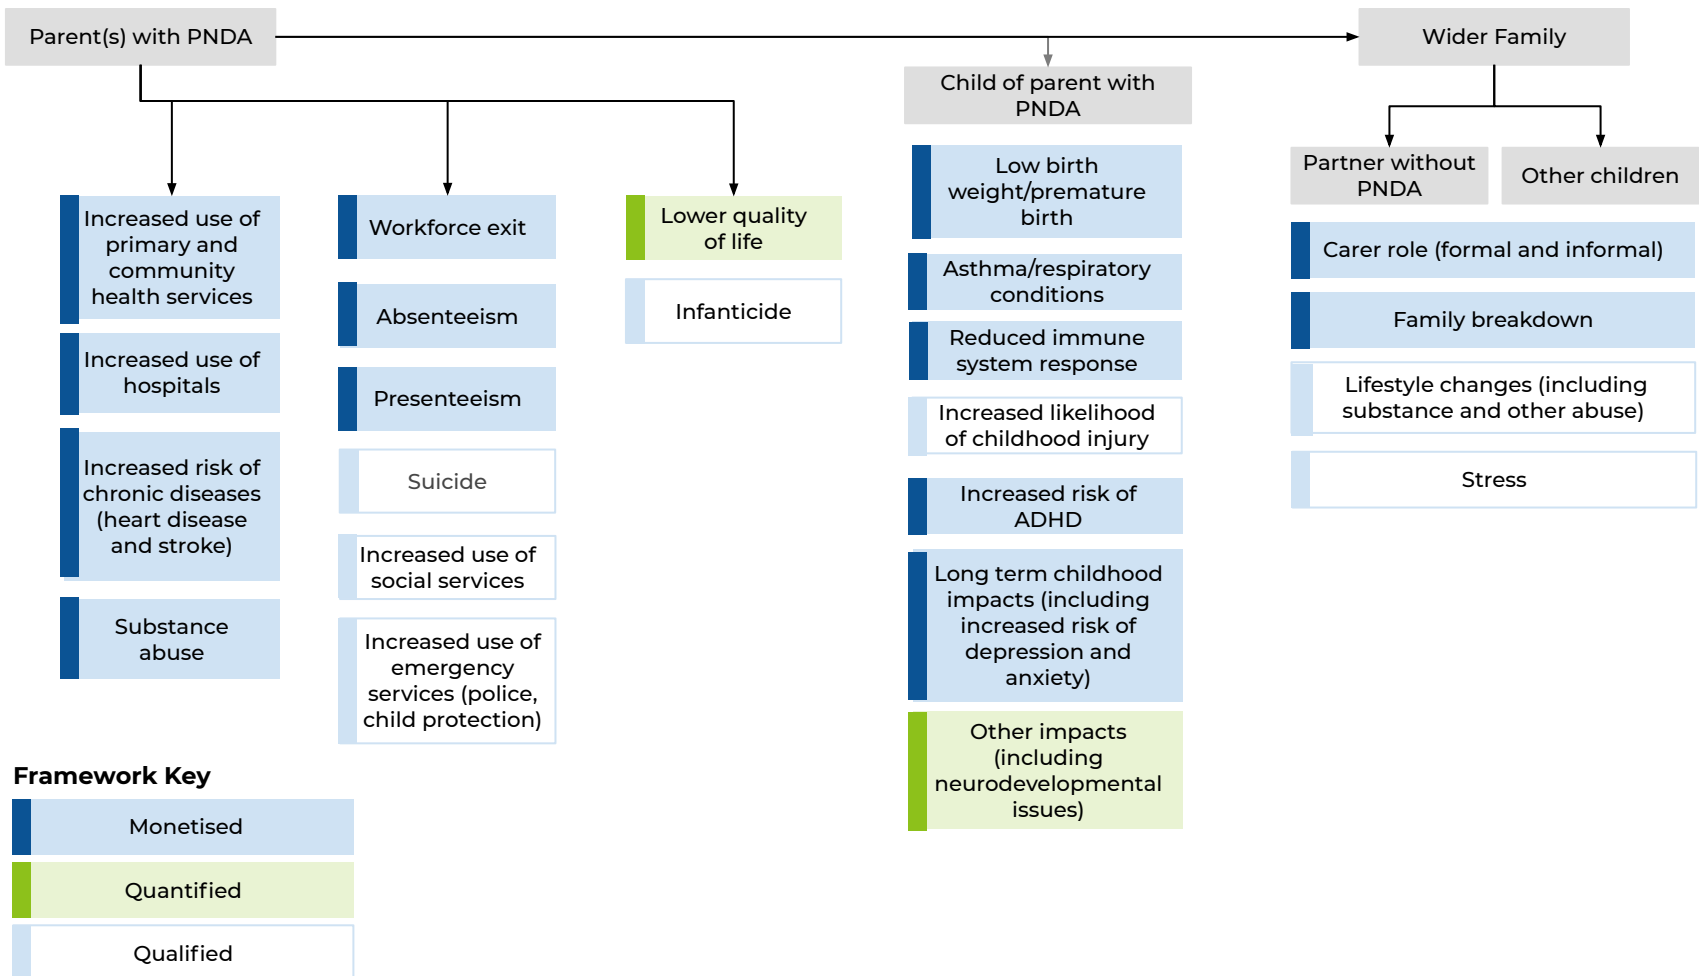 Parent(s) with PNDA
Wider Family
Child of parent with
PNDA
Partner without
PNDA
Other children
Increased use of
primary and
community
health services
Increased use of
hospitals
Increased risk of
chronic diseases
(heart disease
and stroke)
Substance
abuse
Workforce exit
Absenteeism
Presenteeism
Suicide
Increased use of
social services
Increased use of
emergency
services (police,
child protection)
Lower quality
of life
Infanticide
Low birth
weight/premature
birth
Asthma/respiratory
conditions
Reduced immune
system response
Increased likelihood
of childhood injury
Increased risk of
ADHD
Long term childhood
impacts (including
increased risk of
depression and
anxiety)
Other impacts
(including
neurodevelopmental
issues)
Carer role (formal and informal)
Family breakdown
Lifestyle changes (including
substance and other abuse)
Stress
Framework Key
Monetised
Quantified
Qualified